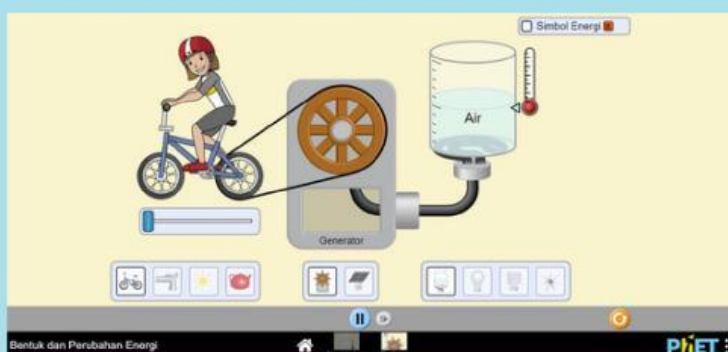 Simbol Energi E
Air
Generator
Bentuk dan Perubahan Energi
PhET